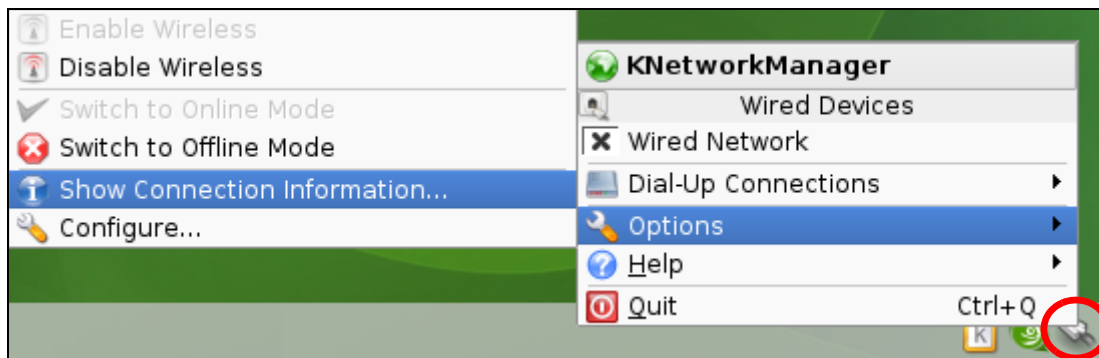 Enable Wireless
Disable Wireless
Switch to Online Mode
Switch to Offline Mode
Show Connection Information...
Configure...
KNetworkManager
Wired Devices
Wired Network
Dial-Up Connections
Options
Help
Quit Ctrl+Q
K